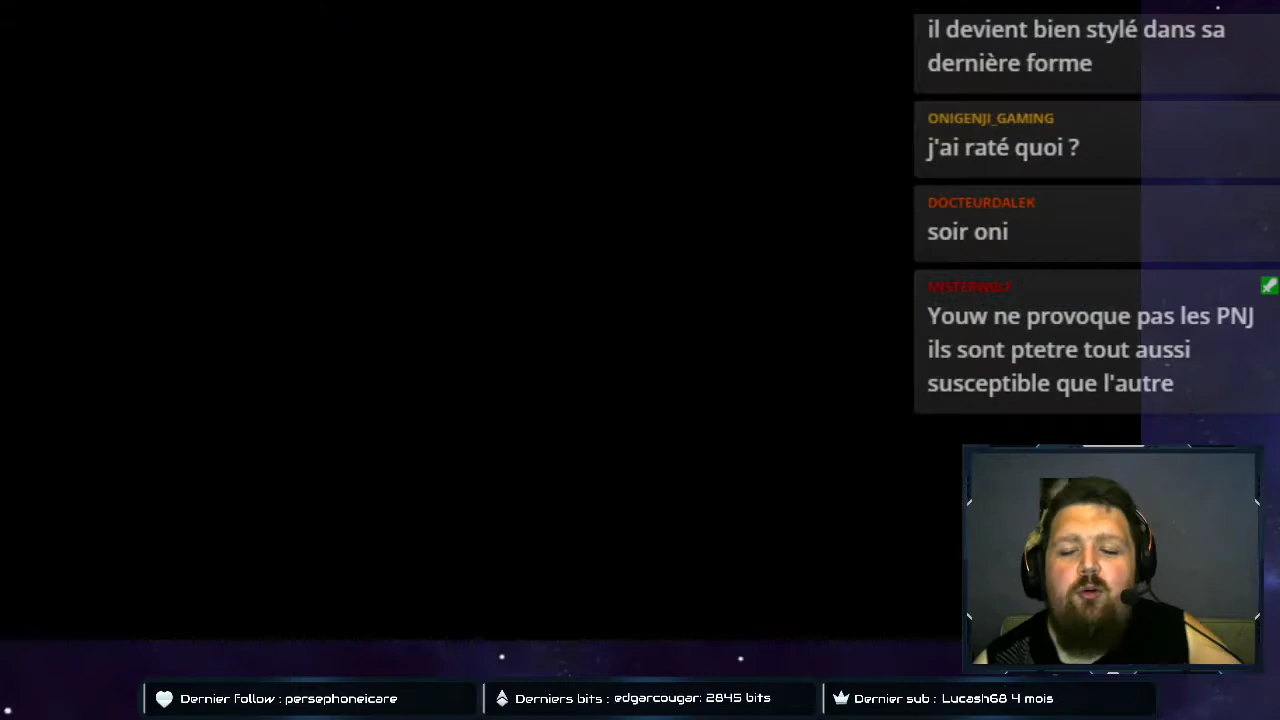 il devient bien stylé dans sa
dernière forme
ONIGENJI_GAMING
j'ai raté quoi ?
DOCTEURDALEK
soir oni
MISTERW0LF
Youw ne provoque pas les PNJ
ils sont ptetre tout aussi
susceptible que l'autre
Dernier Follow : persephoneicare
Derniers bits : edgarcougar: 2845 bits
Dernier sub : Lucash68 4 mois